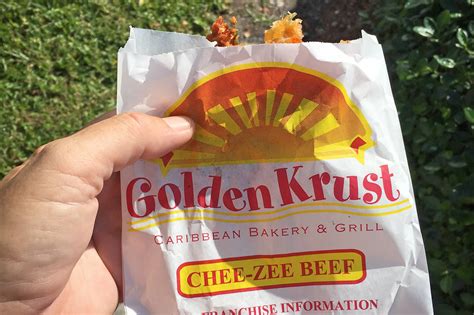 Golden Krust
CARIBBEAN BAKERY & GRILL
CHEE-ZEE BEEF
FRANCHISE INFORMATION